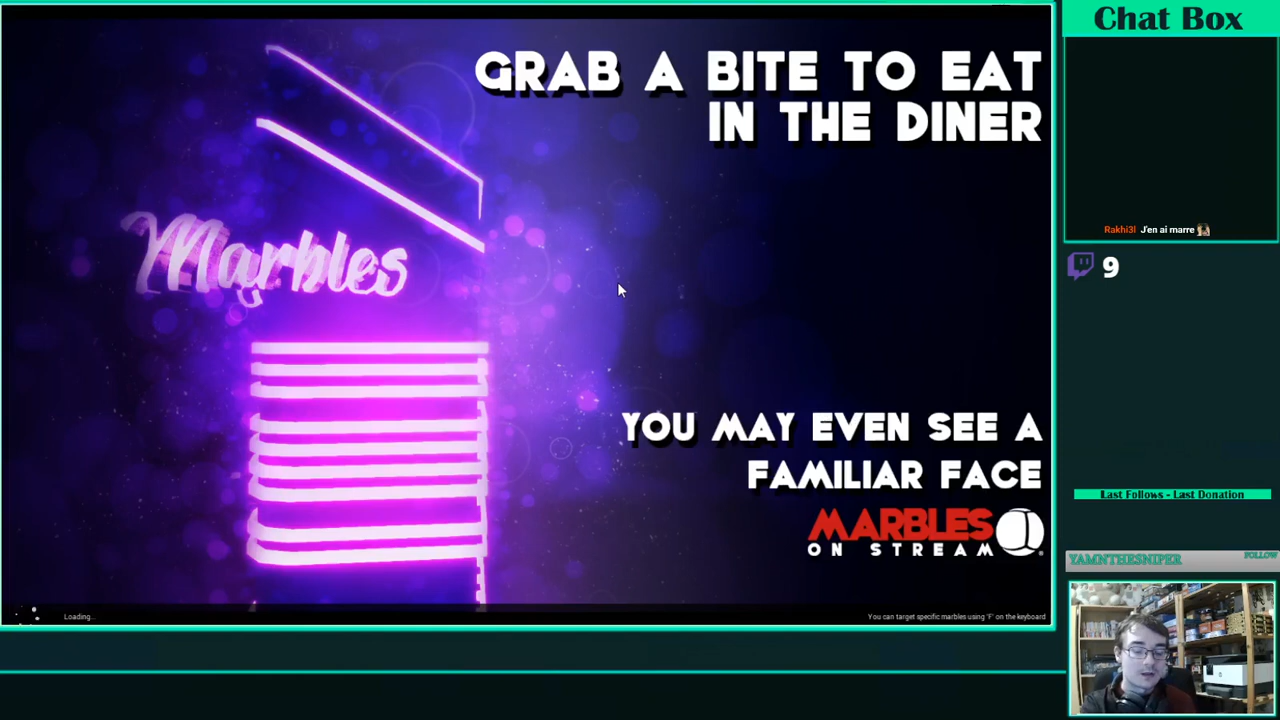 Chat Box
GRAB A BITE TO EAT
IN THE DINER
Marbles
Rakhi3l J'en ai marre
9
YOU MAY EVEN SEE A
FAMILIAR FACE
MARBLES
ON STREAM
Last Follows - Last Donation
YAMNTHESNIPER FOLLOW
Loading...
You can target specific marbles using 'F' on the keyboard